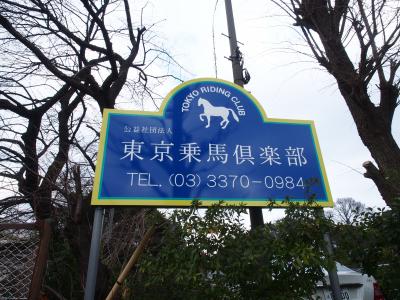 TOKYO RIDING CLUB
公益社団法人
東京乗馬倶楽部
TEL. (03) 3370-0984